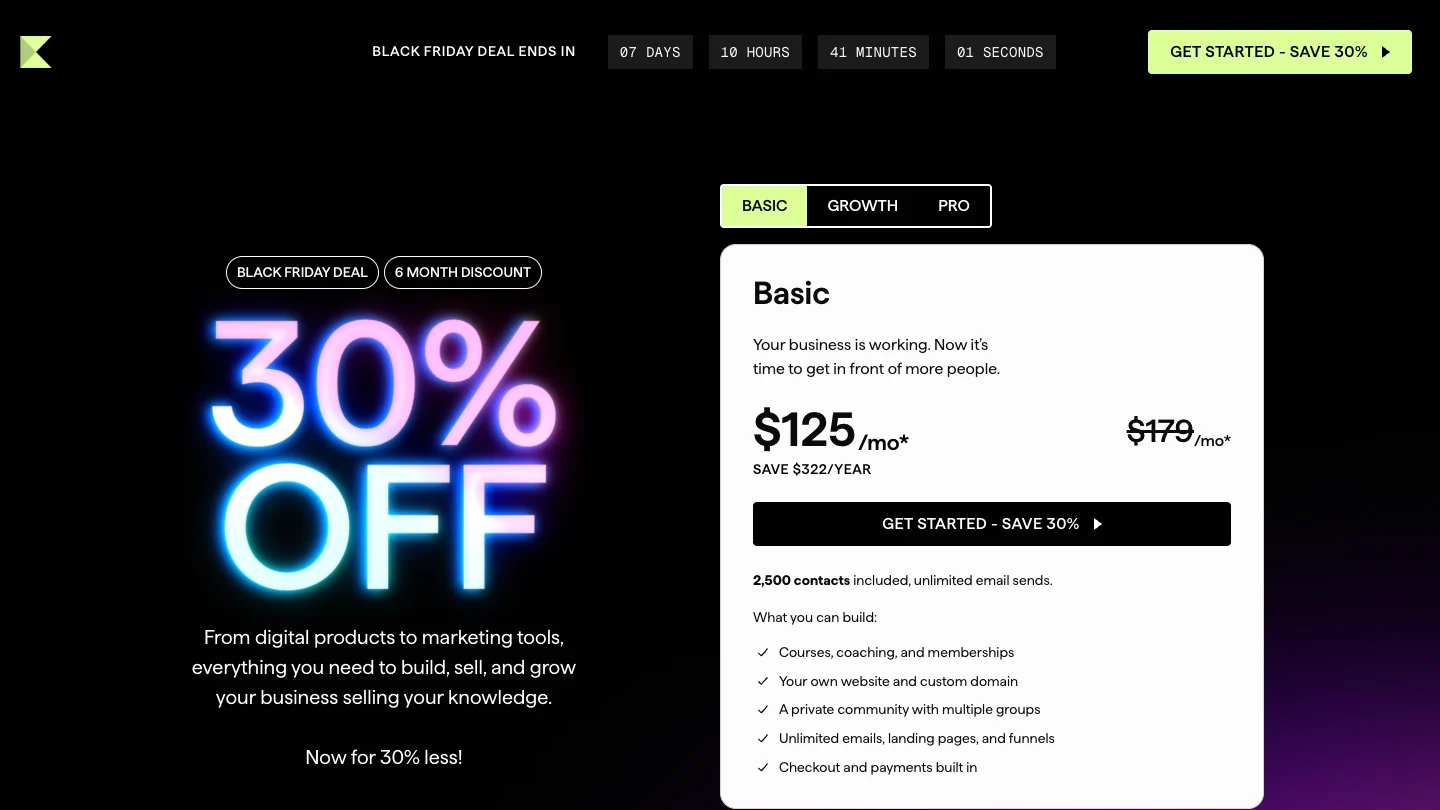 BLACK FRIDAY DEAL ENDS IN
07 DAYS
10 HOURS
41 MINUTES
01 SECONDS
GET STARTED - SAVE 30%
BLACK FRIDAY DEAL
6 MONTH DISCOUNT
30%
OFF
From digital products to marketing tools,
everything you need to build, sell, and grow
your business selling your knowledge.
Now for 30% less!
BASIC
GROWTH
PRO
Basic
Your business is working. Now it's
time to get in front of more people.
$125/mo*
$179/mo*
SAVE $322/YEAR
GET STARTED - SAVE 30%
2,500 contacts included, unlimited email sends.
What you can build:
Courses, coaching, and memberships
Your own website and custom domain
A private community with multiple groups
Unlimited emails, landing pages, and funnels
Checkout and payments built in